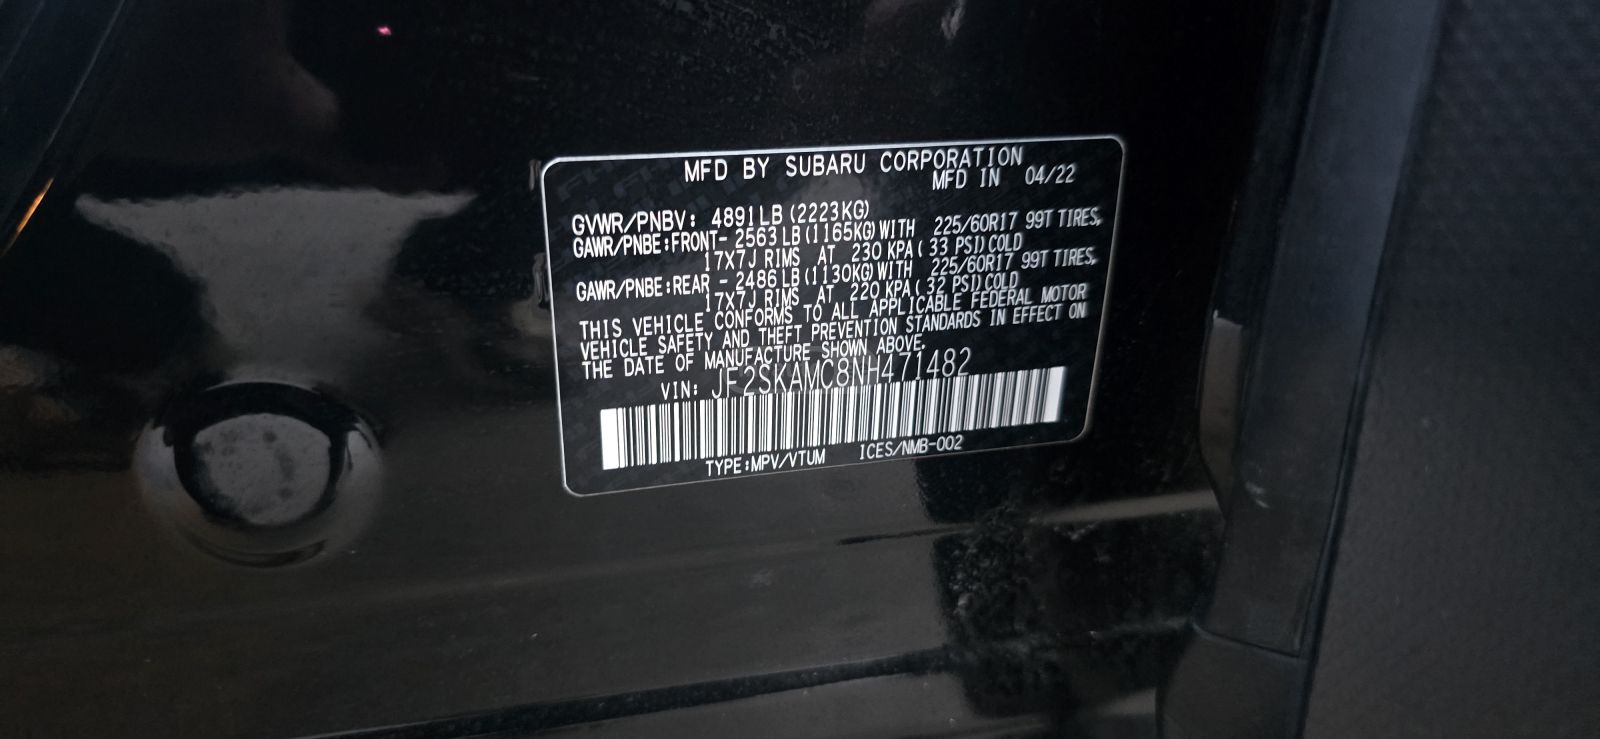 MFD BY SUBARU CORPORATION
MFD IN 04/22
GVWR/PNBV: 4891LB(2223KG)
GAWR/PNBE:FRONT- 2563LB(1165KG)WITH 225/60R17 99T TIRES,
17X7J RIMS AT 230 KPA(33 PSI)COLD
GAWR/PNBE:REAR - 2486LB(1130KG)WITH 225/60R17 99T TIRES,
17X7J RIMS AT 220 KPA(32 PSI)COLD
THIS VEHICLE CONFORMS TO ALL APPLICABLE FEDERAL MOTOR
VEHICLE SAFETY AND THEFT PREVENTION STANDARDS IN EFFECT ON
THE DATE OF MANUFACTURE SHOWN ABOVE.
VIN: JF2SKAMC8NH471482
TYPE:MPV/VTUM ICES/NMB-002